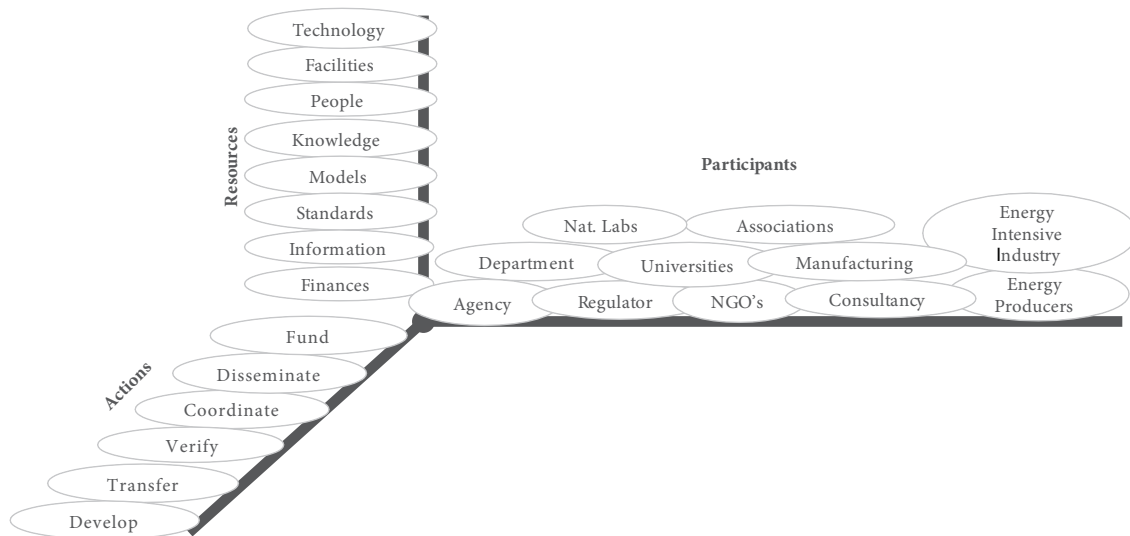 Technology
Facilities
People
Knowledge
Models
Standards
Information
Finances
Resources
Participants
Nat. Labs
Associations
Energy
Intensive
Industry
Department
Universities
Manufacturing
Agency
Regulator
NGO's
Consultancy
Energy
Producers
Fund
Disseminate
Coordinate
Verify
Transfer
Develop
Actions